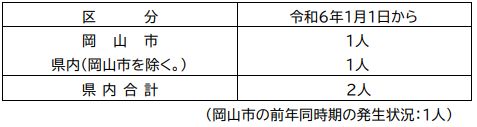 区　分　令和6年1月1日から
岡　山　市　1人
県内（岡山市を除く。）　1人
県内合計　2人
（岡山市の前年同時期の発生状況：1人）